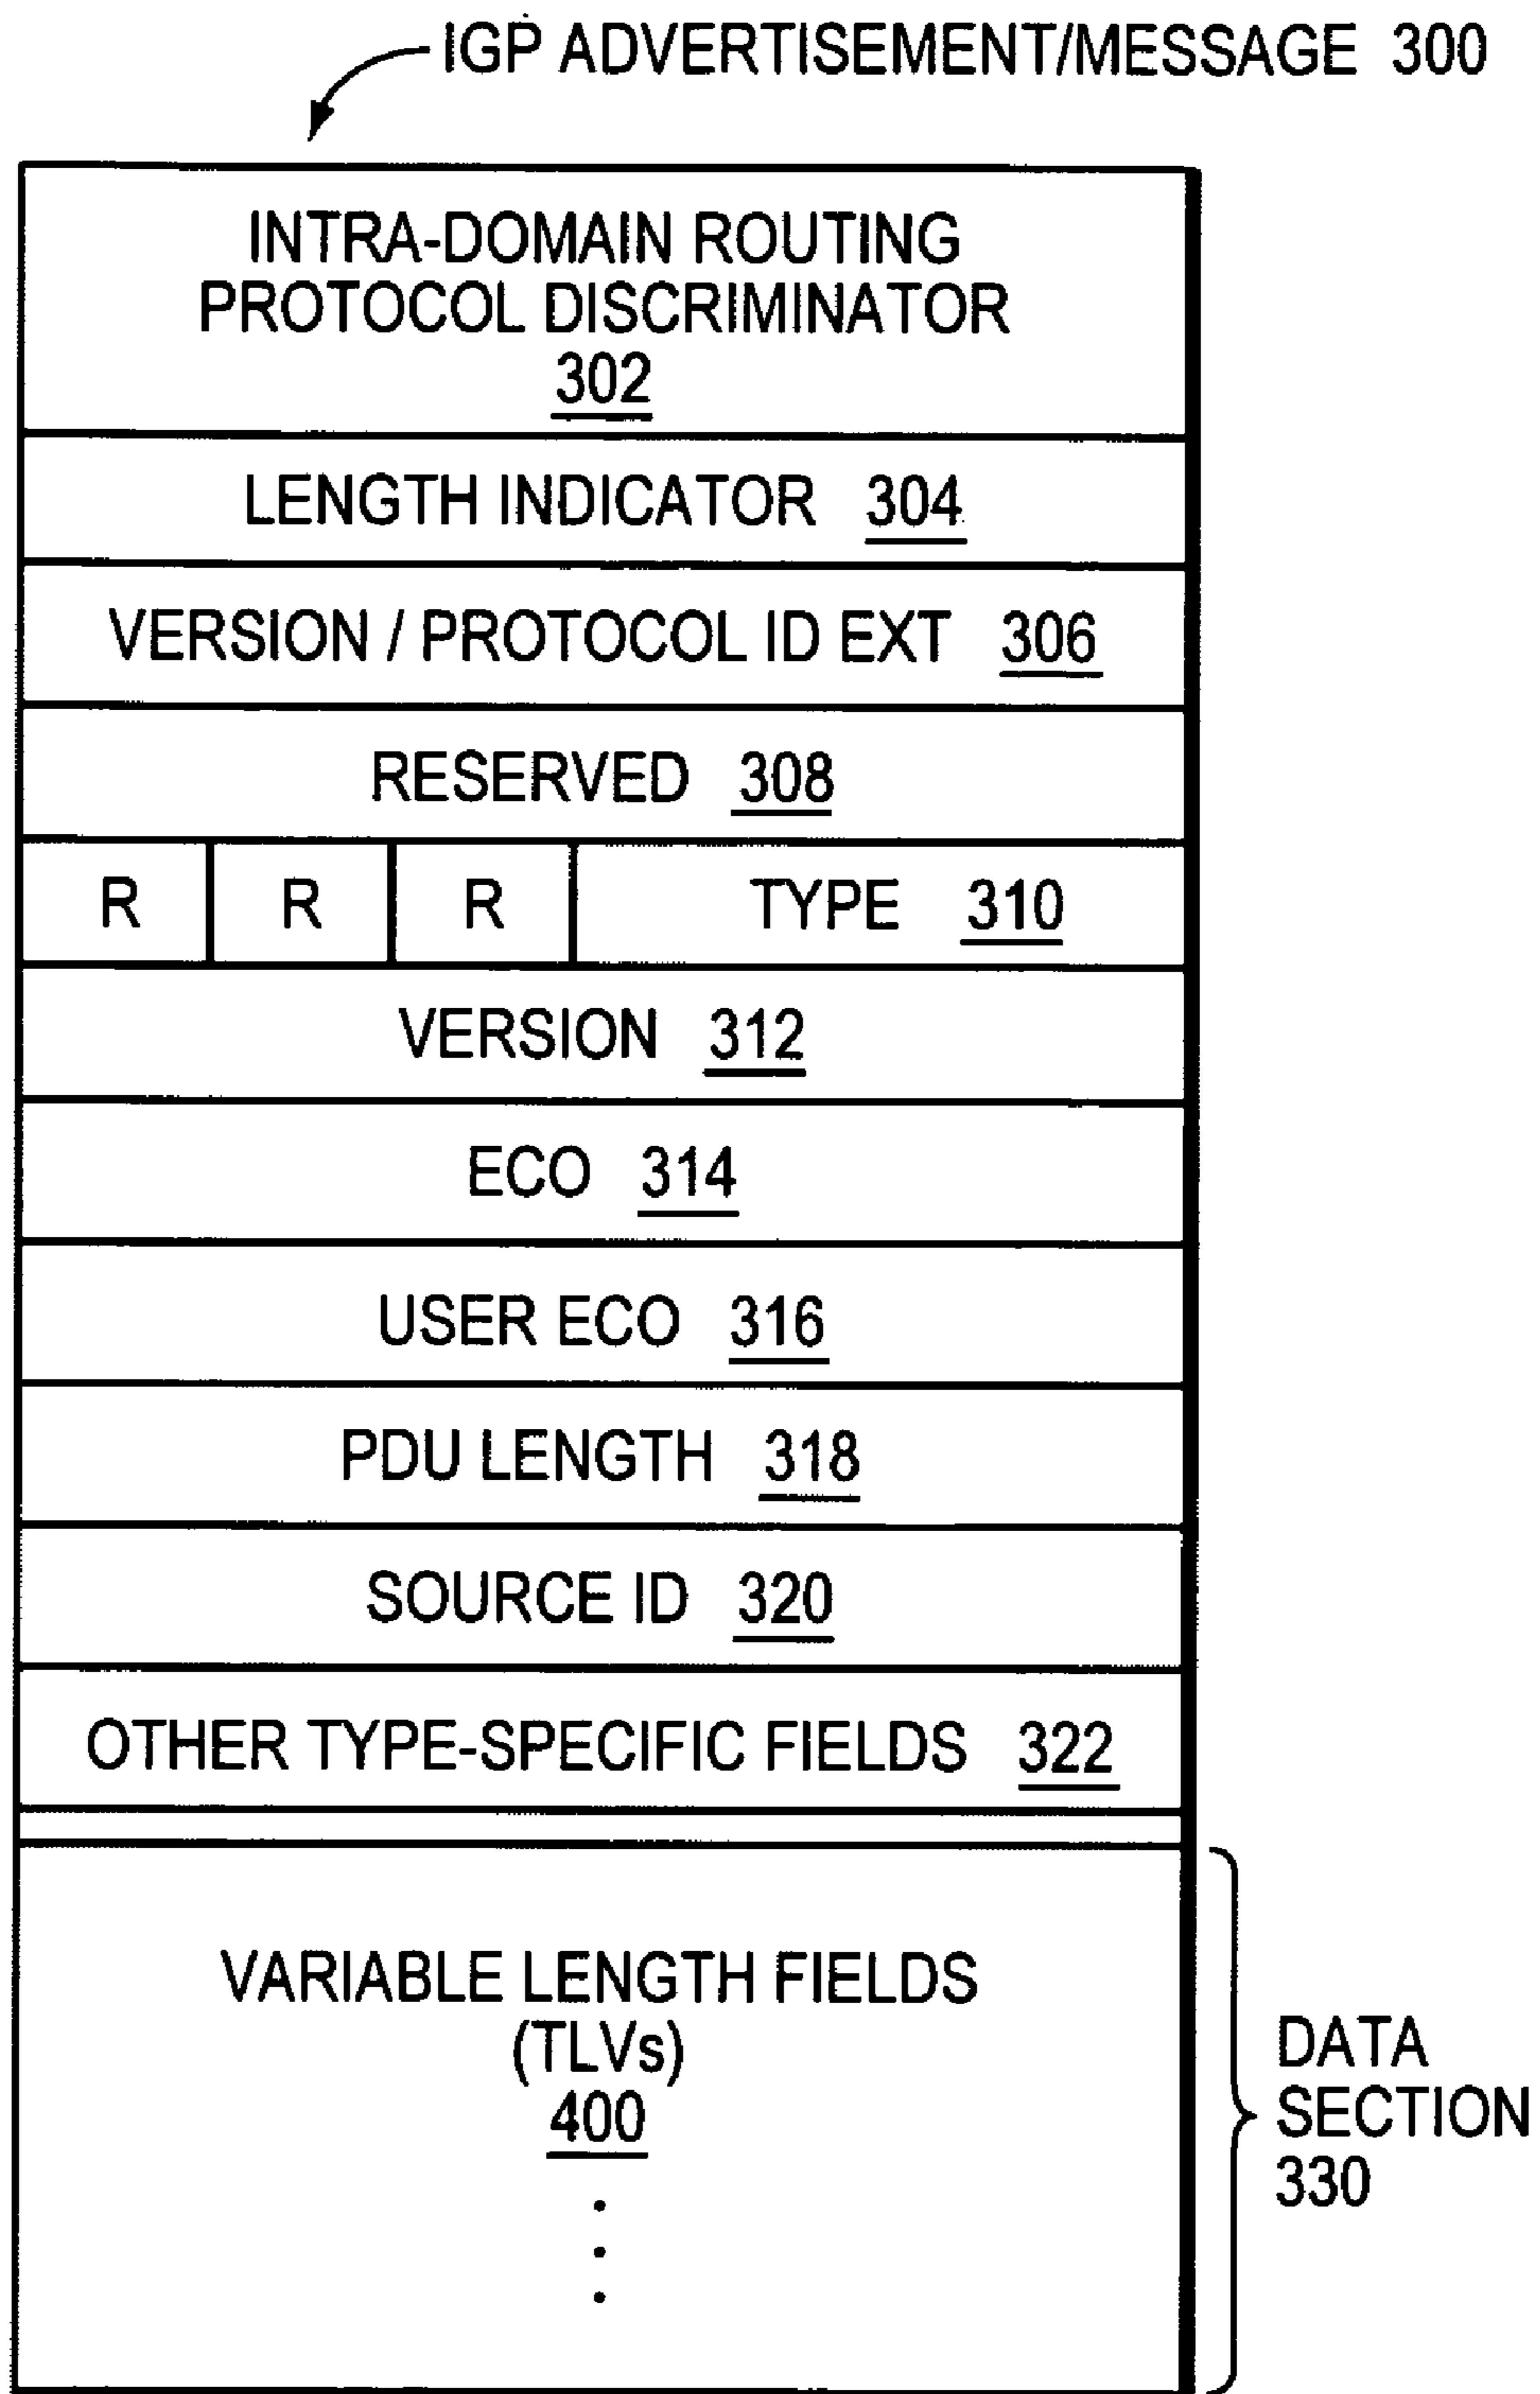 IGP ADVERTISEMENT/MESSAGE 300
INTRA-DOMAIN ROUTING
PROTOCOL DISCRIMINATOR
302
LENGTH INDICATOR 304
VERSION / PROTOCOL ID EXT 306
RESERVED 308
R R R TYPE 310
VERSION 312
ECO 314
USER ECO 316
PDU LENGTH 318
SOURCE ID 320
OTHER TYPE-SPECIFIC FIELDS 322
VARIABLE LENGTH FIELDS
(TLVs)
400
DATA
SECTION
330